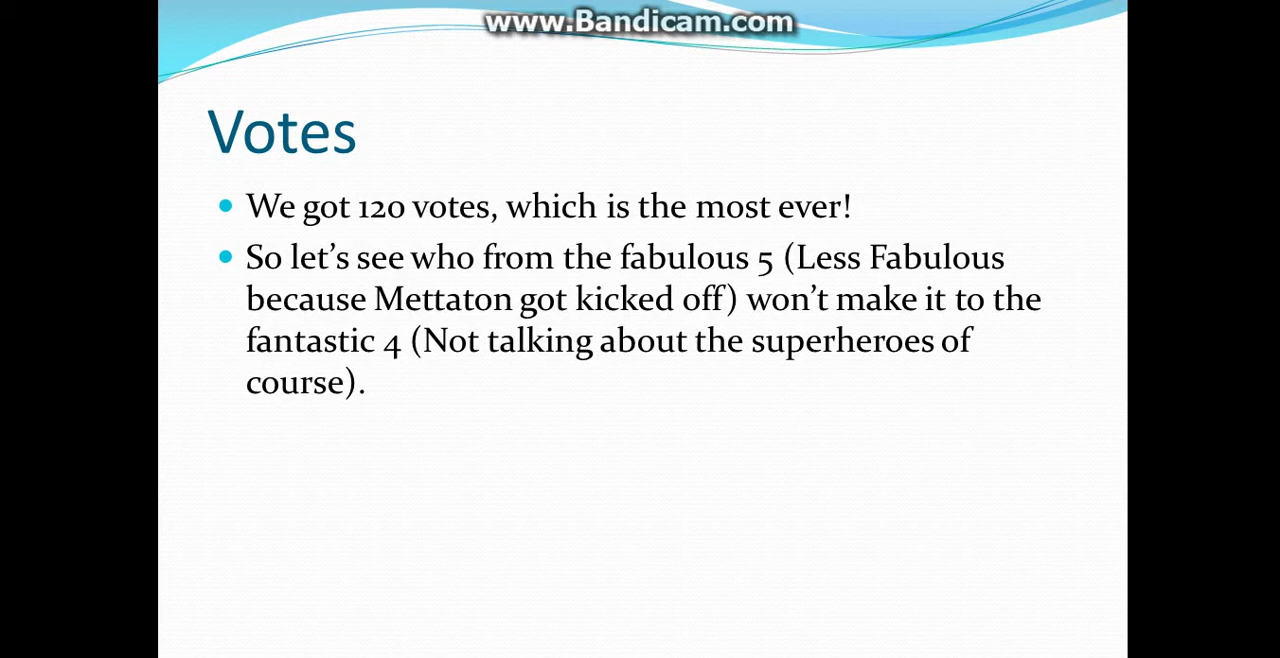 www.Bandicam.com
Votes
We got 120 votes, which is the most ever!
So let's see who from the fabulous 5 (Less Fabulous
because Mettaton got kicked off) won't make it to the
fantastic 4 (Not talking about the superheroes of
course).